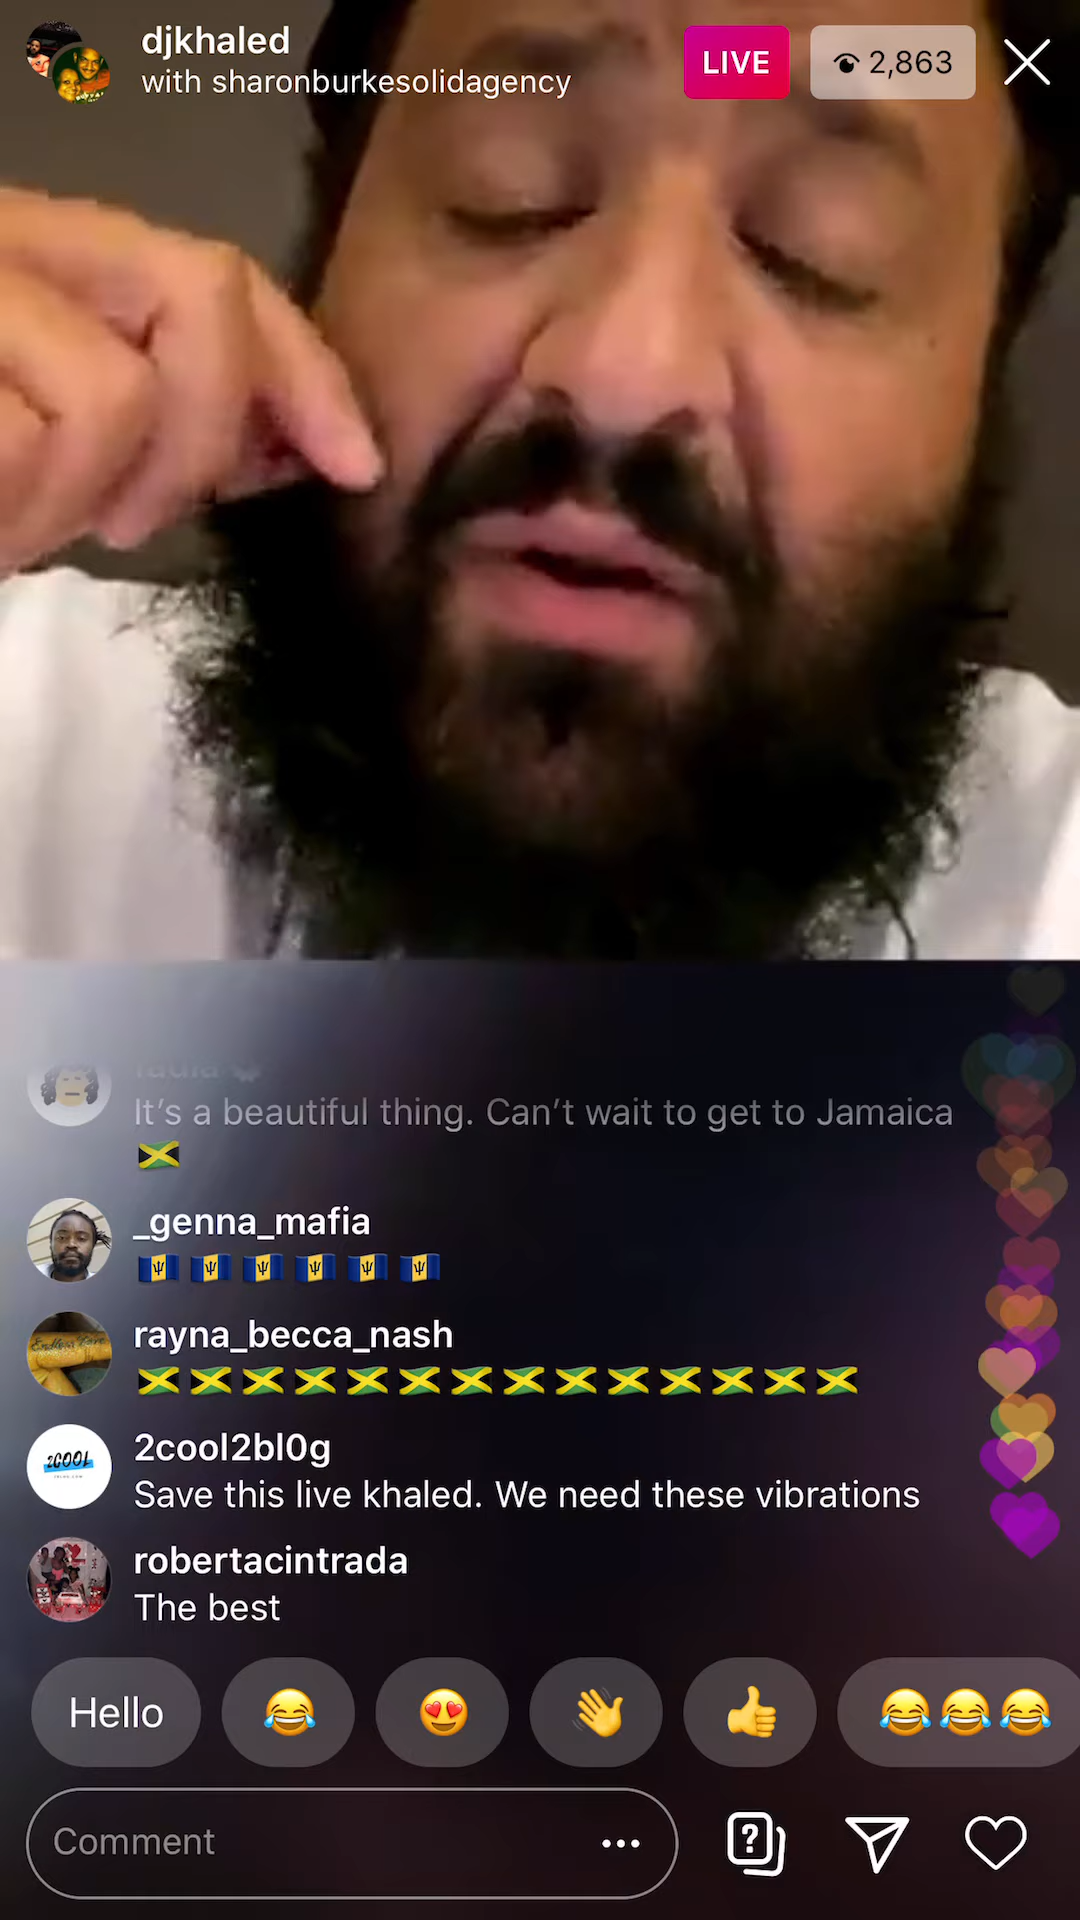 djkhaled
with sharonburkesolidagency
LIVE
2,863
It's a beautiful thing. Can't wait to get to Jamaica
🇯🇲
_genna_mafia
🇧🇧 🇧🇧 🇧🇧 🇧🇧 🇧🇧 🇧🇧
rayna_becca_nash
🇯🇲 🇯🇲 🇯🇲 🇯🇲 🇯🇲 🇯🇲 🇯🇲 🇯🇲 🇯🇲 🇯🇲 🇯🇲 🇯🇲 🇯🇲 🇯🇲
2COOL
2cool2bl0g
Save this live khaled. We need these vibrations
robertacintrada
The best
Hello 😂 😍 👋 👍 😂 😂 😂
Comment